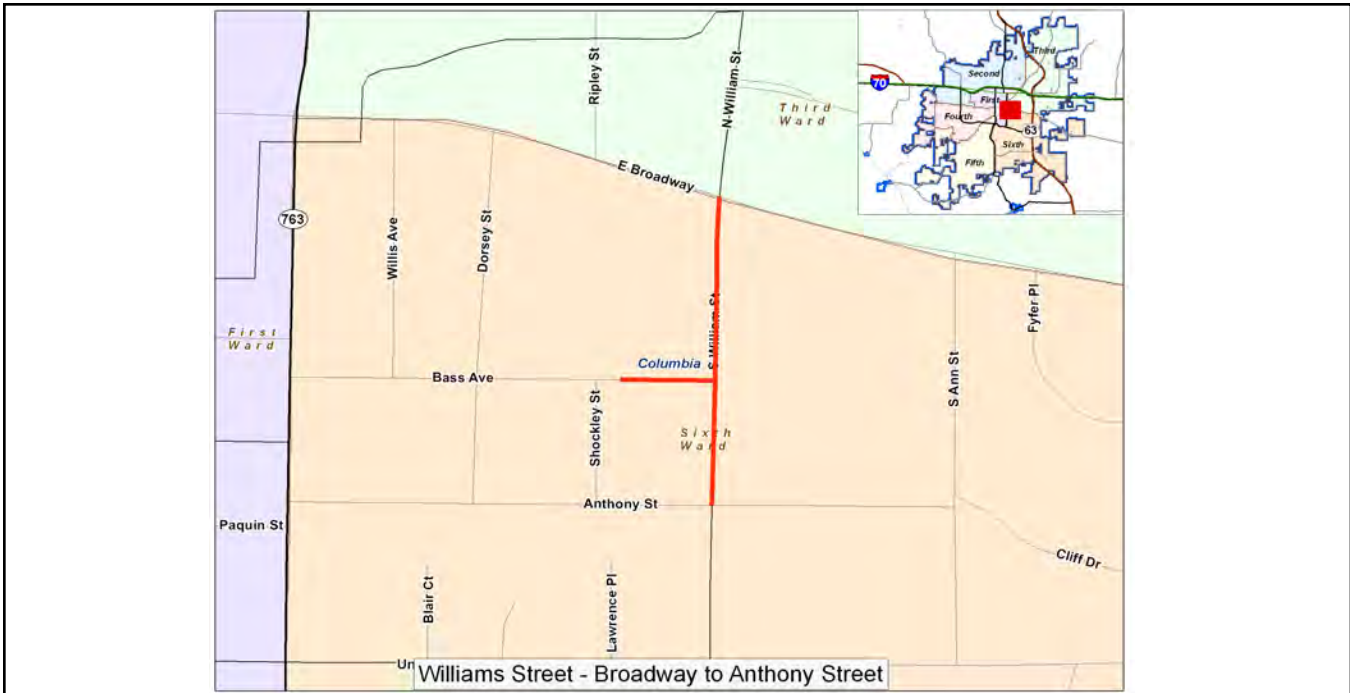 Ripley St
N William St
Third
Ward
E Broadway
763
Willis Ave
Dorsey St
S William St
Fyfer Pl
First
Ward
Columbia
Bass Ave
S Ann St
Shockley St
Sixth
Ward
Anthony St
Paquin St
Cliff Dr
Blair Ct
Lawrence Pl
Un
Williams Street - Broadway to Anthony Street
Third
Second
70
First
Fourth
63
Sixth
Fifth